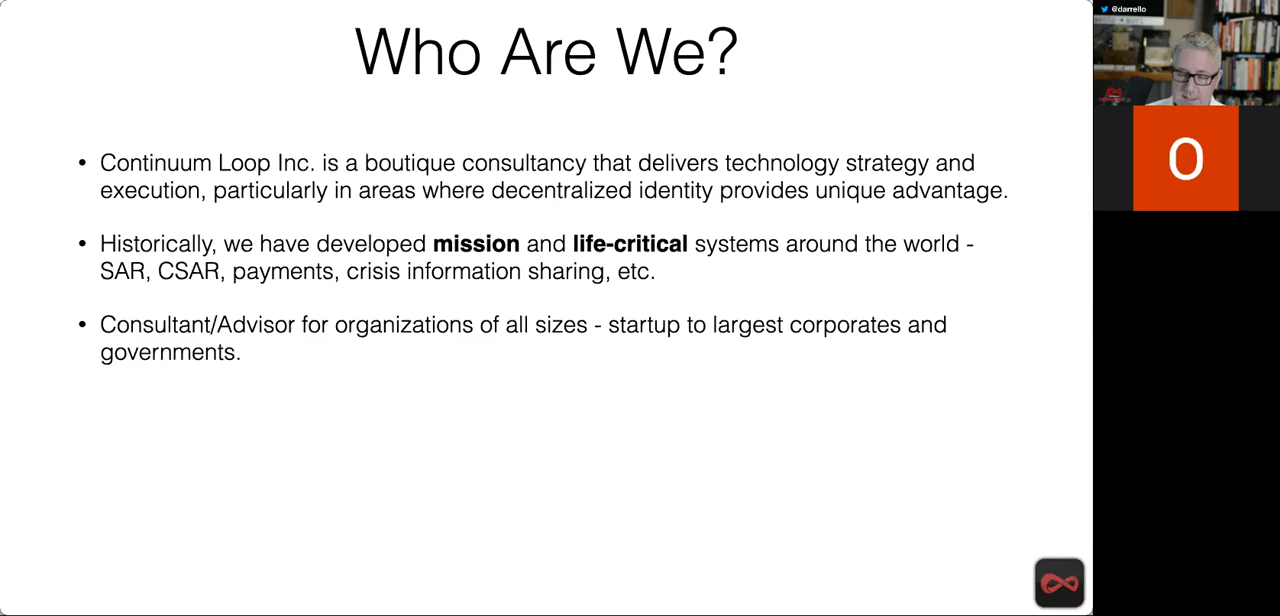 Who Are We?
• Continuum Loop Inc. is a boutique consultancy that delivers technology strategy and
execution, particularly in areas where decentralized identity provides unique advantage.
• Historically, we have developed mission and life-critical systems around the world -
SAR, CSAR, payments, crisis information sharing, etc.
• Consultant/Advisor for organizations of all sizes - startup to largest corporates and
governments.
@darrello
O